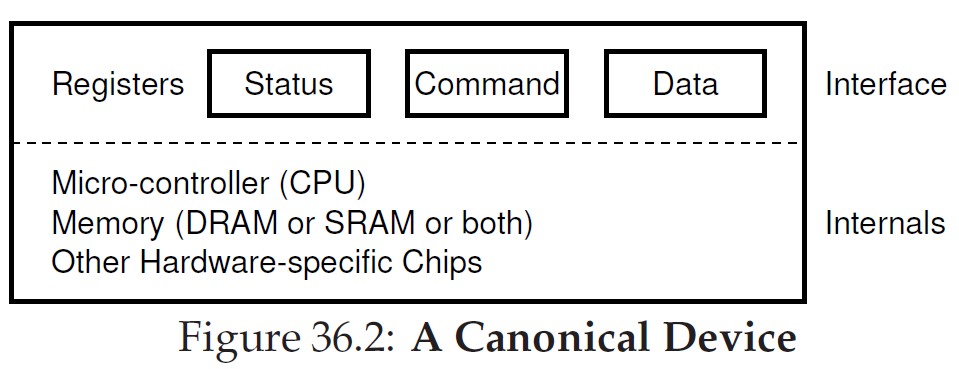 Registers Status Command Data Interface
Micro-controller (CPU)
Memory (DRAM or SRAM or both) Internals
Other Hardware-specific Chips
Figure 36.2: A Canonical Device